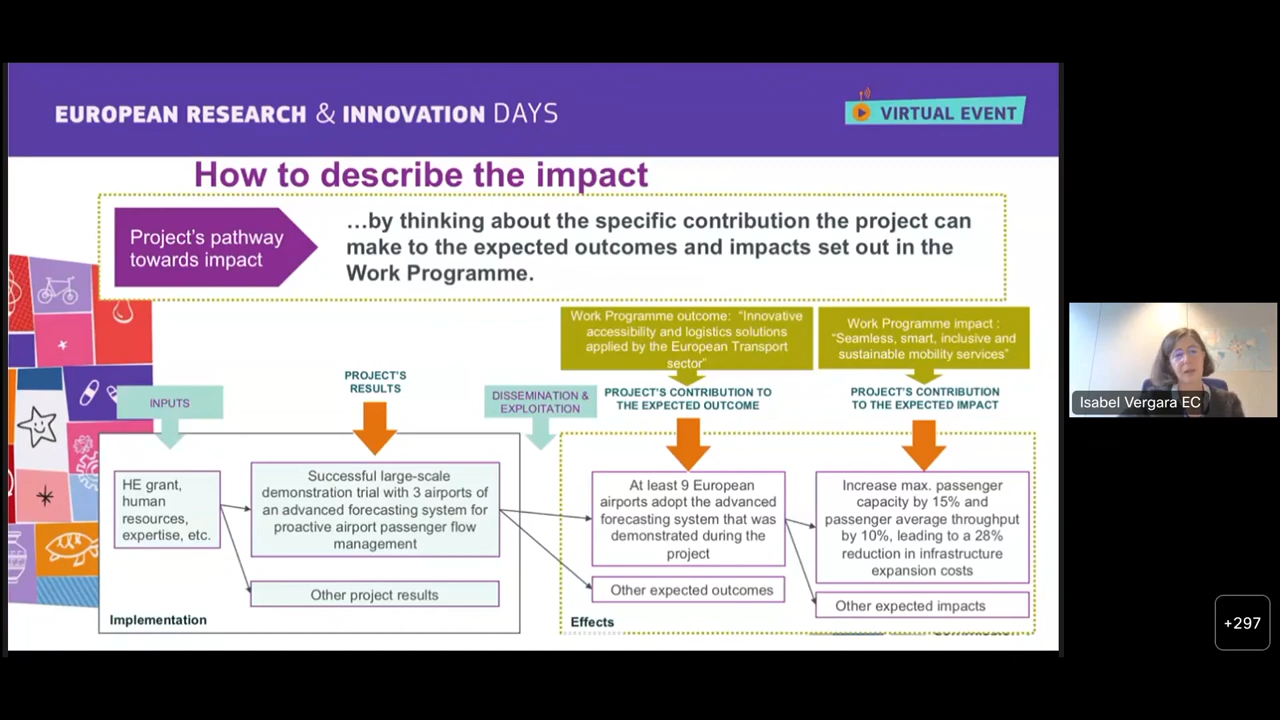 EUROPEAN RESEARCH & INNOVATION DAYS
VIRTUAL EVENT
How to describe the impact
Project's pathway
towards impact
…by thinking about the specific contribution the project can
make to the expected outcomes and impacts set out in the
Work Programme.
Work Programme outcome: “Innovative
accessibility and logistics solutions
applied by the European Transport
sector”
Work Programme impact :
“Seamless, smart, inclusive and
sustainable mobility services”
INPUTS
PROJECT'S
RESULTS
DISSEMINATION &
EXPLOITATION
PROJECT'S CONTRIBUTION TO
THE EXPECTED OUTCOME
PROJECT'S CONTRIBUTION
TO THE EXPECTED IMPACT
HE grant,
human
resources,
expertise, etc.
Successful large-scale
demonstration trial with 3 airports of
an advanced forecasting system for
proactive airport passenger flow
management
Other project results
Implementation
At least 9 European
airports adopt the advanced
forecasting system that was
demonstrated during the
project
Other expected outcomes
Effects
Increase max. passenger
capacity by 15% and
passenger average throughput
by 10%, leading to a 28%
reduction in infrastructure
expansion costs
Other expected impacts
Isabel Vergara EC
+297